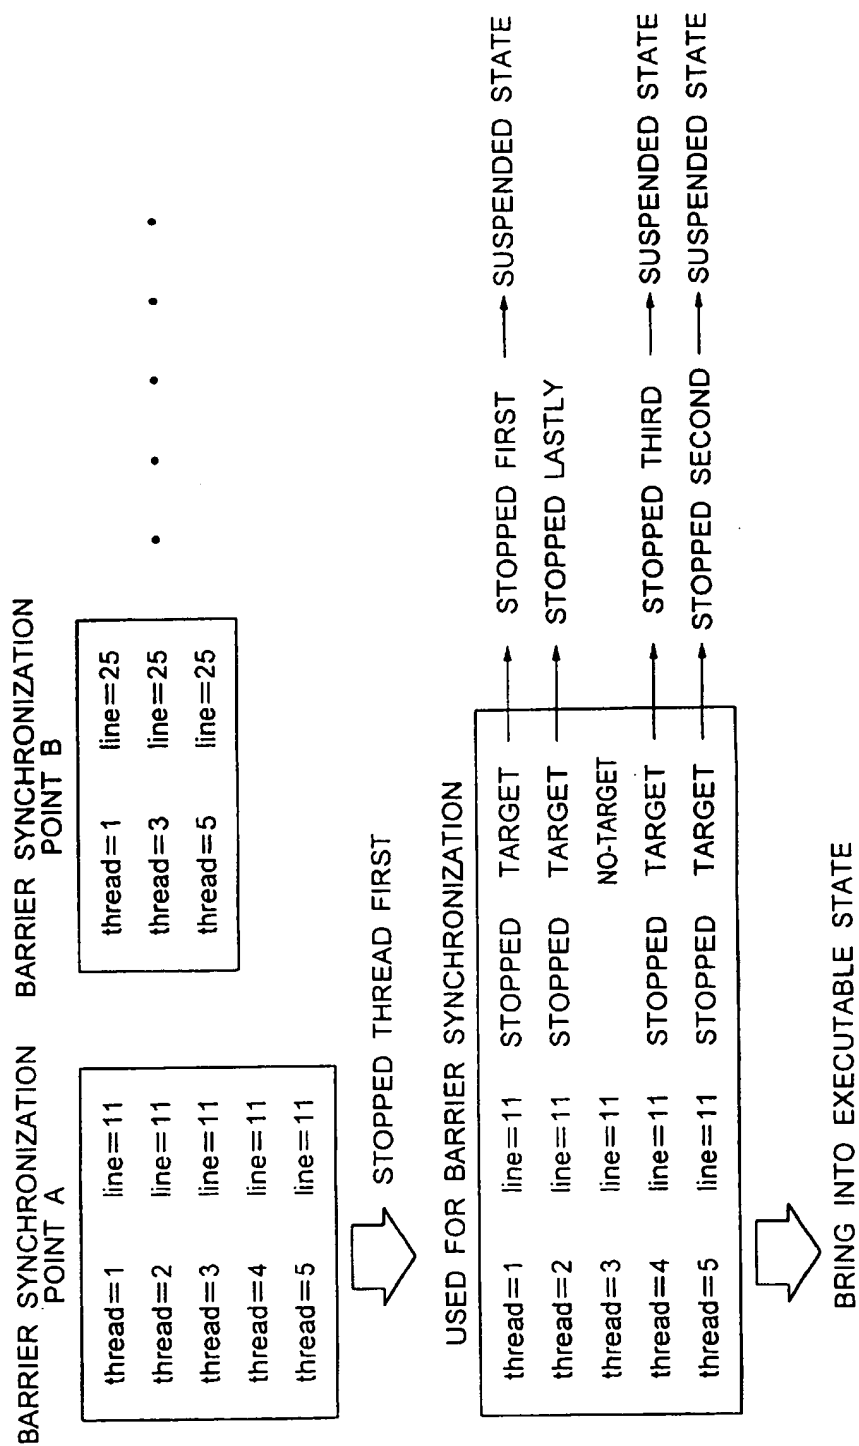 BARRIER SYNCHRONIZATION
POINT A
thread=1 line=11
thread=2 line=11
thread=3 line=11
thread=4 line=11
thread=5 line=11
BARRIER SYNCHRONIZATION
POINT B
thread=1 line=25
thread=3 line=25
thread=5 line=25
STOPPED THREAD FIRST
USED FOR BARRIER SYNCHRONIZATION
thread=1 line=11 STOPPED TARGET STOPPED FIRST SUSPENDED STATE
thread=2 line=11 STOPPED TARGET STOPPED LASTLY
thread=3 line=11 NO-TARGET
thread=4 line=11 STOPPED TARGET STOPPED THIRD SUSPENDED STATE
thread=5 line=11 STOPPED TARGET STOPPED SECOND SUSPENDED STATE
BRING INTO EXECUTABLE STATE